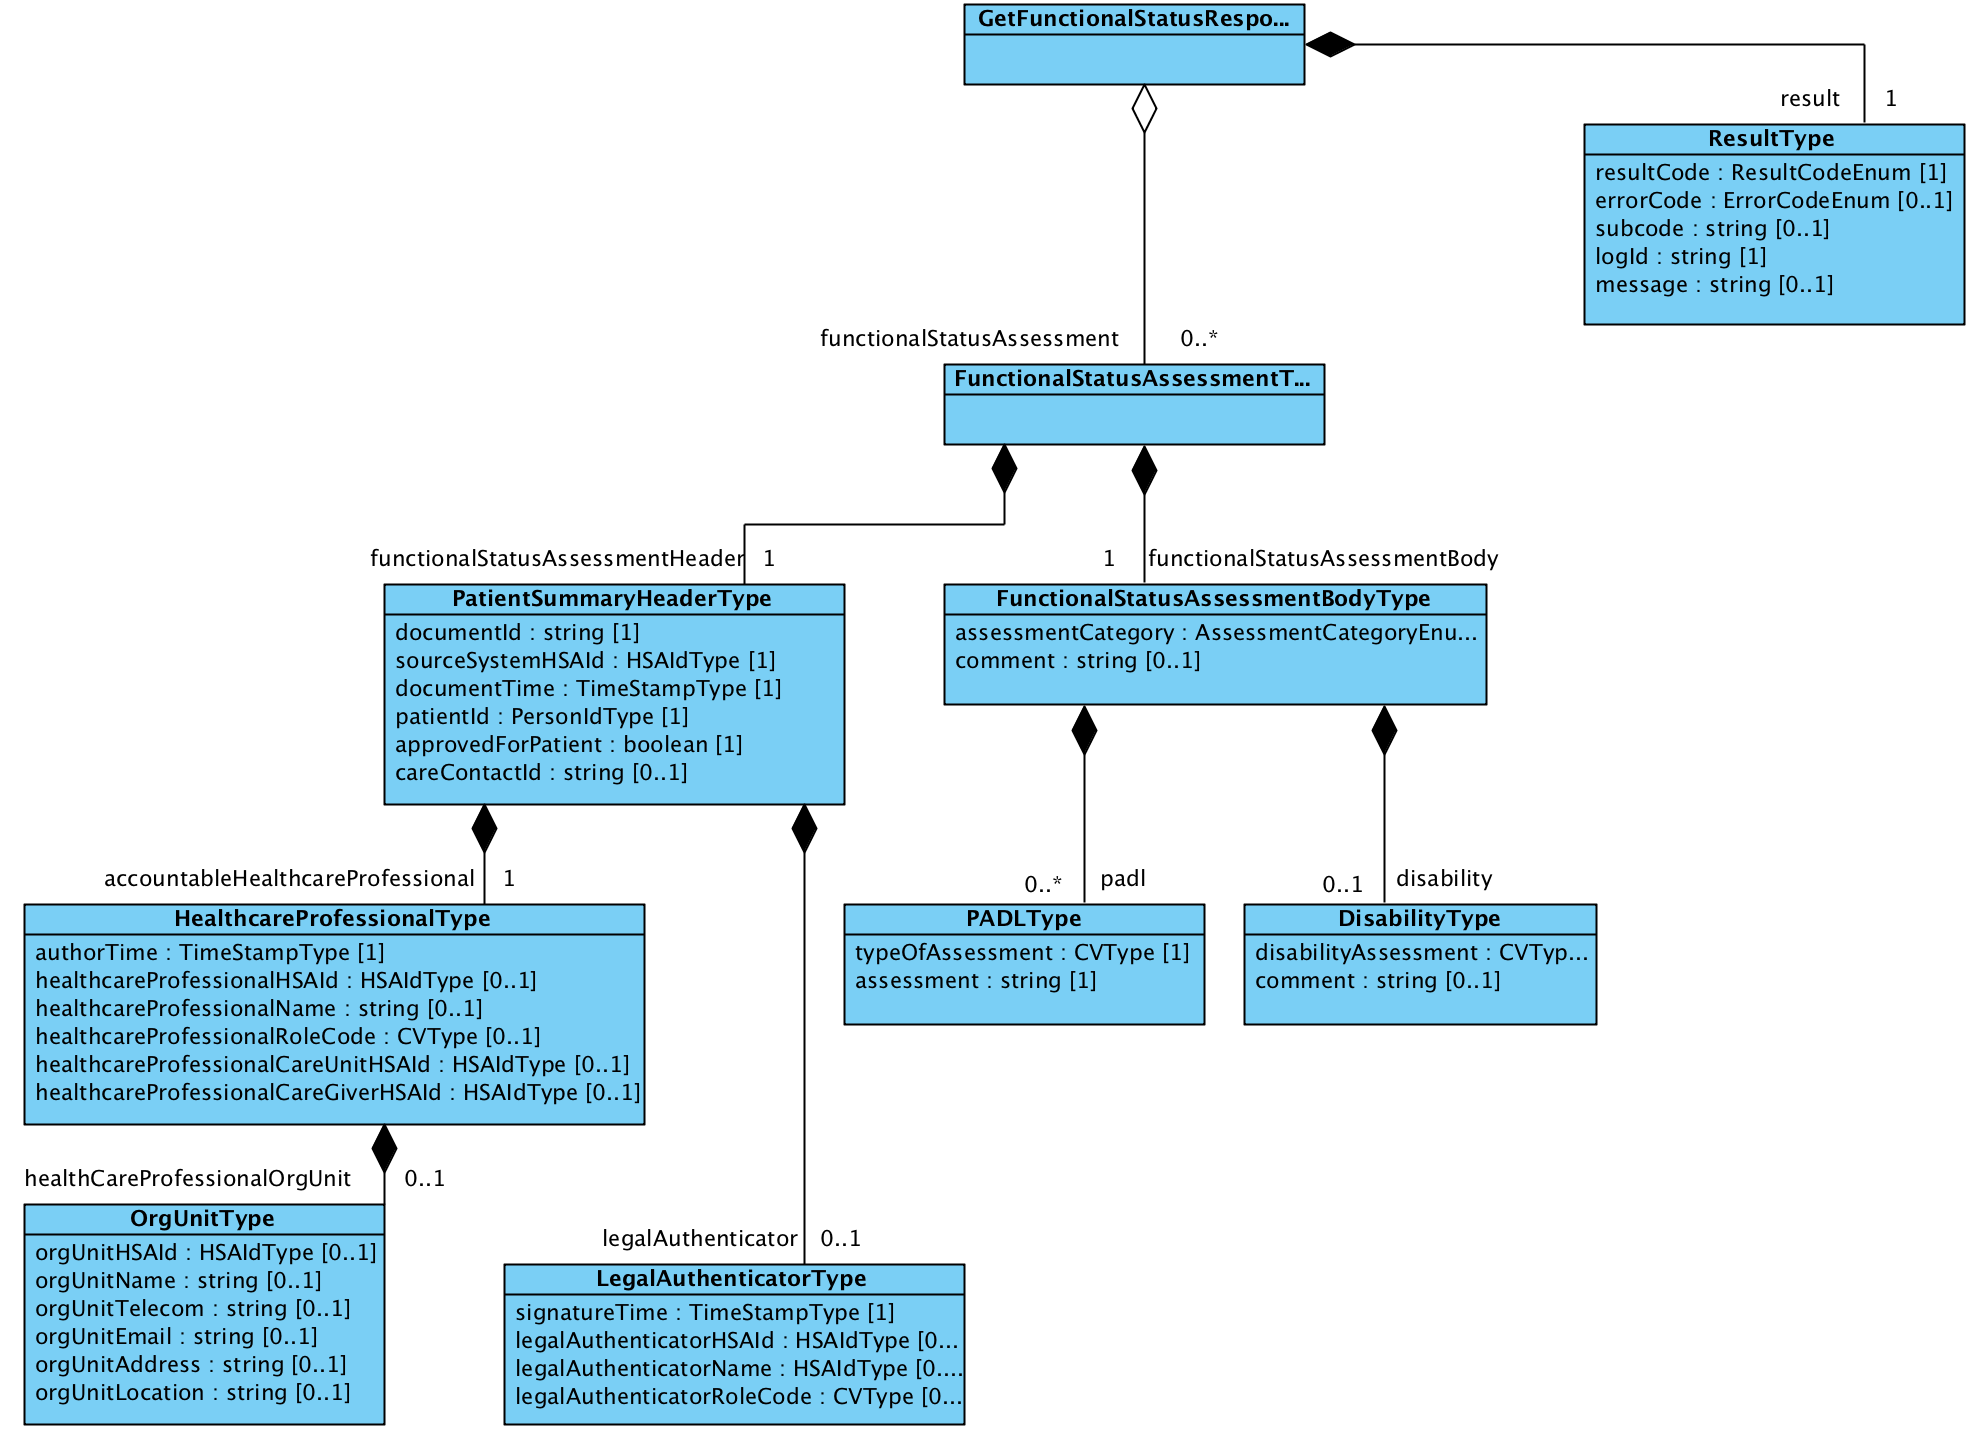 GetFunctionalStatusRespo...
result 1
ResultType
resultCode : ResultCodeEnum [1]
errorCode : ErrorCodeEnum [0..1]
subcode : string [0..1]
logId : string [1]
message : string [0..1]
functionalStatusAssessment 0..*
FunctionalStatusAssessmentT...
functionalStatusAssessmentHeader 1
1 functionalStatusAssessmentBody
PatientSummaryHeaderType
documentId : string [1]
sourceSystemHSAId : HSAIdType [1]
documentTime : TimeStampType [1]
patientId : PersonIdType [1]
approvedForPatient : boolean [1]
careContactId : string [0..1]
FunctionalStatusAssessmentBodyType
assessmentCategory : AssessmentCategoryEnu...
comment : string [0..1]
accountableHealthcareProfessional 1
0..* padl
0..1 disability
HealthcareProfessionalType
authorTime : TimeStampType [1]
healthcareProfessionalHSAId : HSAIdType [0..1]
healthcareProfessionalName : string [0..1]
healthcareProfessionalRoleCode : CVType [0..1]
healthcareProfessionalCareUnitHSAId : HSAIdType [0..1]
healthcareProfessionalCareGiverHSAId : HSAIdType [0..1]
PADLType
typeOfAssessment : CVType [1]
assessment : string [1]
DisabilityType
disabilityAssessment : CVTyp...
comment : string [0..1]
healthCareProfessionalOrgUnit 0..1
OrgUnitType
orgUnitHSAId : HSAIdType [0..1]
orgUnitName : string [0..1]
orgUnitTelecom : string [0..1]
orgUnitEmail : string [0..1]
orgUnitAddress : string [0..1]
orgUnitLocation : string [0..1]
legalAuthenticator 0..1
LegalAuthenticatorType
signatureTime : TimeStampType [1]
legalAuthenticatorHSAId : HSAIdType [0...
legalAuthenticatorName : HSAIdType [0....
legalAuthenticatorRoleCode : CVType [0...